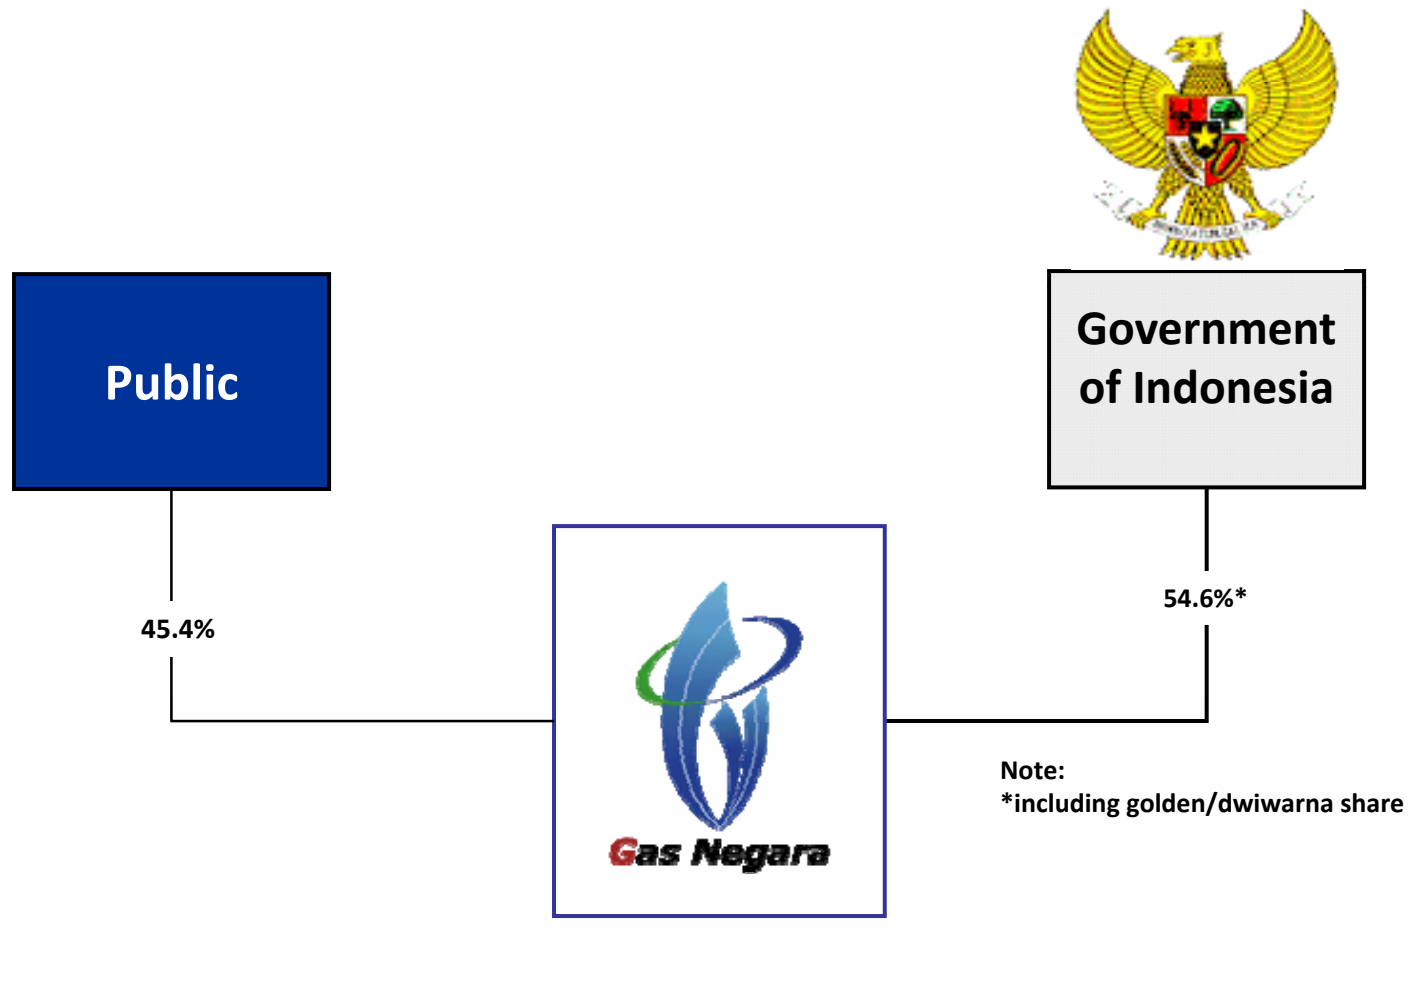 Government
of Indonesia
Public
54.6%*
45.4%
Note:
*including golden/dwiwarna share
Gas Negara